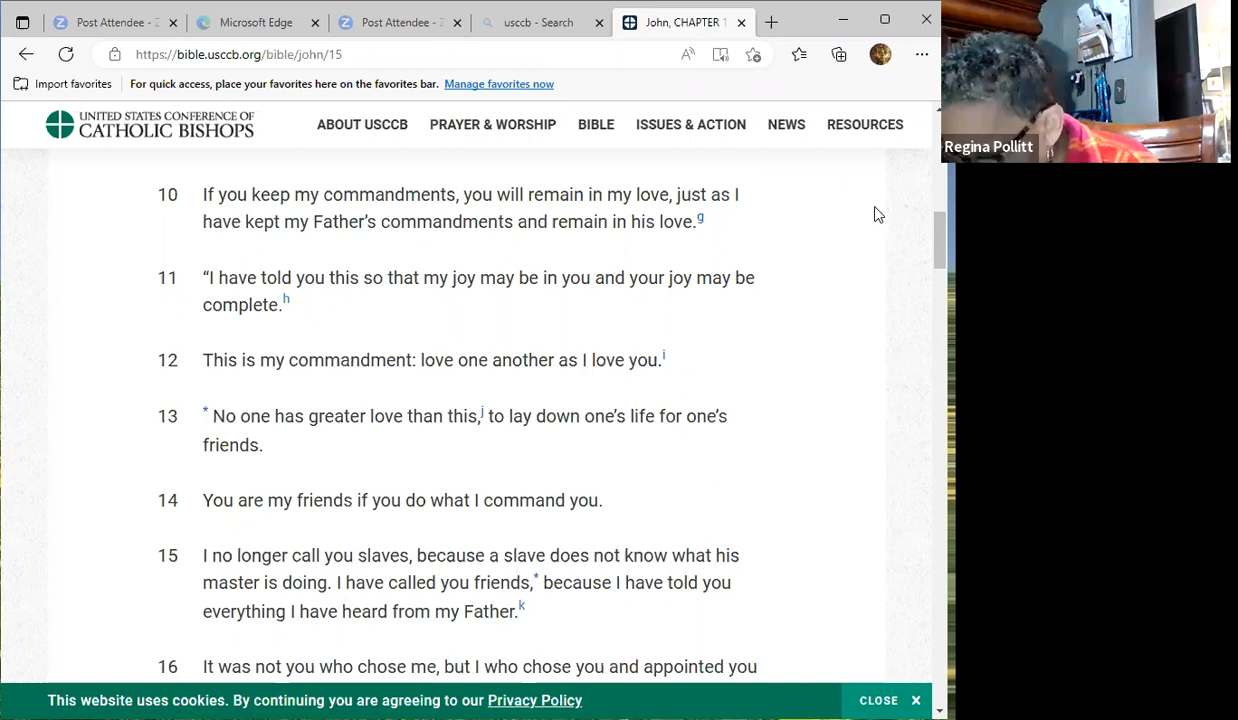 Post Attendee - Z
Microsoft Edge
Post Attendee - Z
usccb - Search
John, CHAPTER 1
https://bible.usccb.org/bible/john/15
Import favorites
For quick access, place your favorites here on the favorites bar. Manage favorites now
UNITED STATES CONFERENCE OF
CATHOLIC BISHOPS
ABOUT USCCB PRAYER & WORSHIP BIBLE ISSUES & ACTION NEWS RESOURCES
Regina Pollitt
10 If you keep my commandments, you will remain in my love, just as I
have kept my Father’s commandments and remain in his love.g
11 “I have told you this so that my joy may be in you and your joy may be
complete.h
12 This is my commandment: love one another as I love you.i
13 * No one has greater love than this,j to lay down one’s life for one’s
friends.
14 You are my friends if you do what I command you.
15 I no longer call you slaves, because a slave does not know what his
master is doing. I have called you friends,* because I have told you
everything I have heard from my Father.k
16 It was not you who chose me, but I who chose you and appointed you
This website uses cookies. By continuing you are agreeing to our Privacy Policy
CLOSE ×